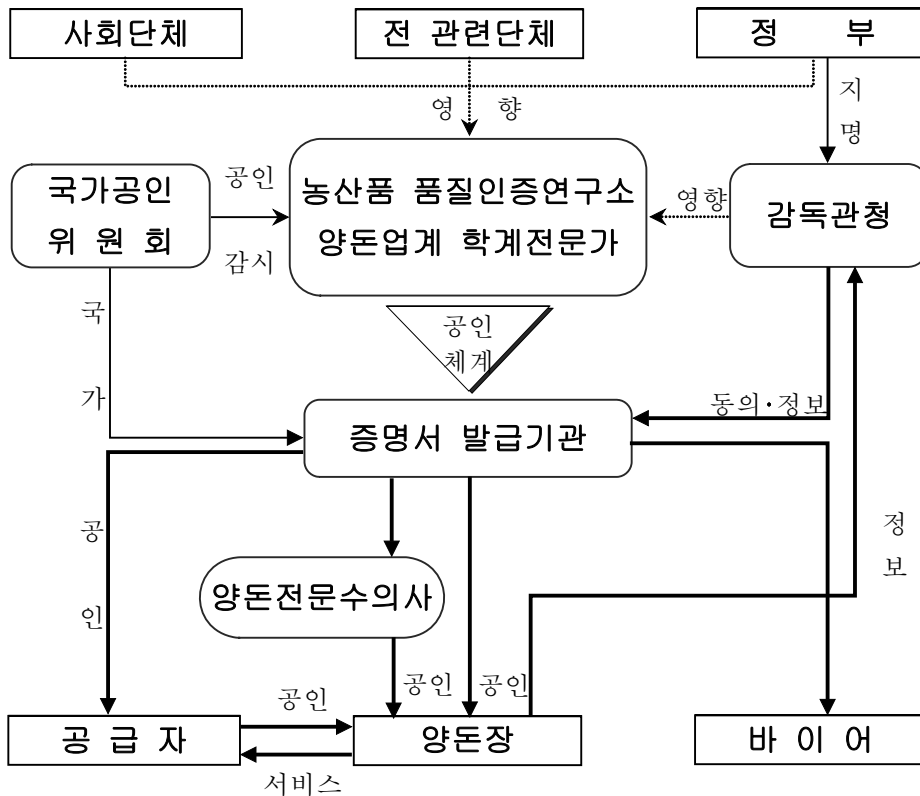 사회단체
전 관련단체
정 부
지
명
영 향
국가공인
위 원 회
공인
감시
농산품 품질인증연구소
양돈업계 학계전문가
영향
감독관청
공인
체계
국
가
동의·정보
증명서 발급기관
공
인
정
보
양돈전문수의사
공인
공인
공 급 자
공인
서비스
양돈장
바 이 어